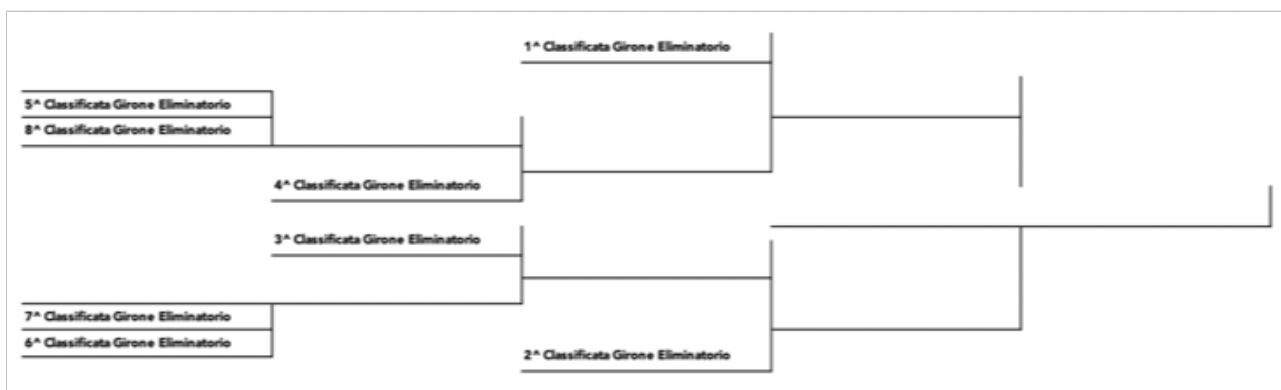 1^ Classificata Girone Eliminatorio
5^ Classificata Girone Eliminatorio
8^ Classificata Girone Eliminatorio
4^ Classificata Girone Eliminatorio
3^ Classificata Girone Eliminatorio
7^ Classificata Girone Eliminatorio
6^ Classificata Girone Eliminatorio
2^ Classificata Girone Eliminatorio